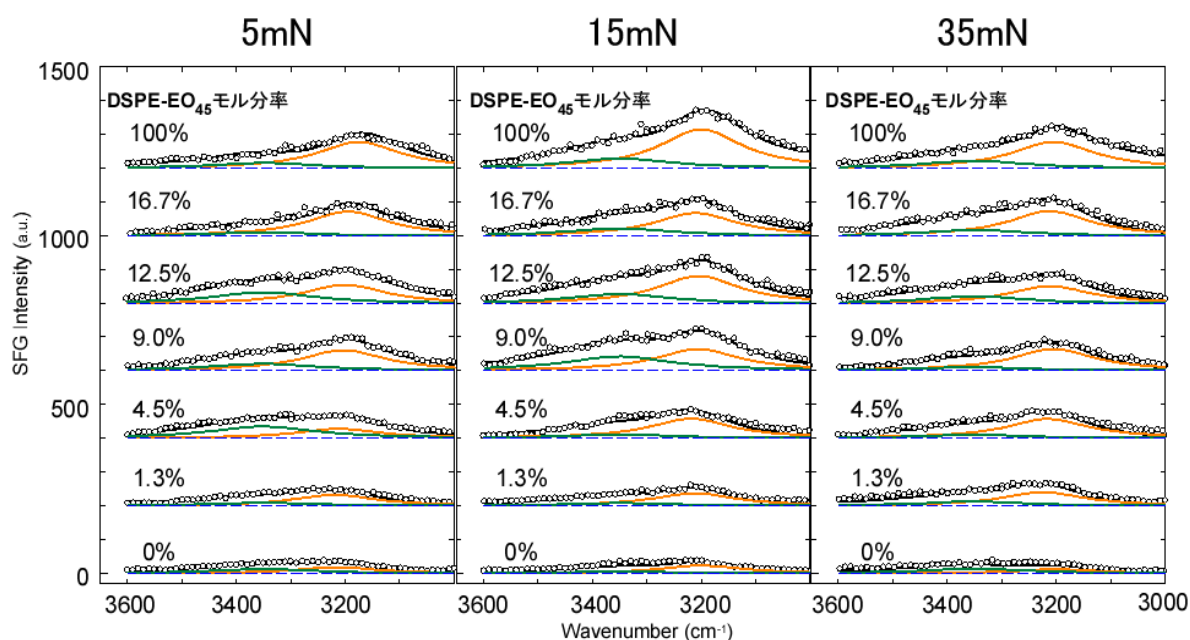 5mN 15mN 35mN
1500
DSPE-EO45モル分率 DSPE-EO45モル分率 DSPE-EO45モル分率
100% 100% 100%
16.7% 16.7% 16.7%
1000
12.5% 12.5% 12.5%
SFG Intensity (a.u.)
9.0% 9.0% 9.0%
500
4.5% 4.5% 4.5%
1.3% 1.3% 1.3%
0% 0% 0%
0
3600 3400 3200 3600 3400 3200 3600 3400 3200 3000
Wavenumber (cm-1)